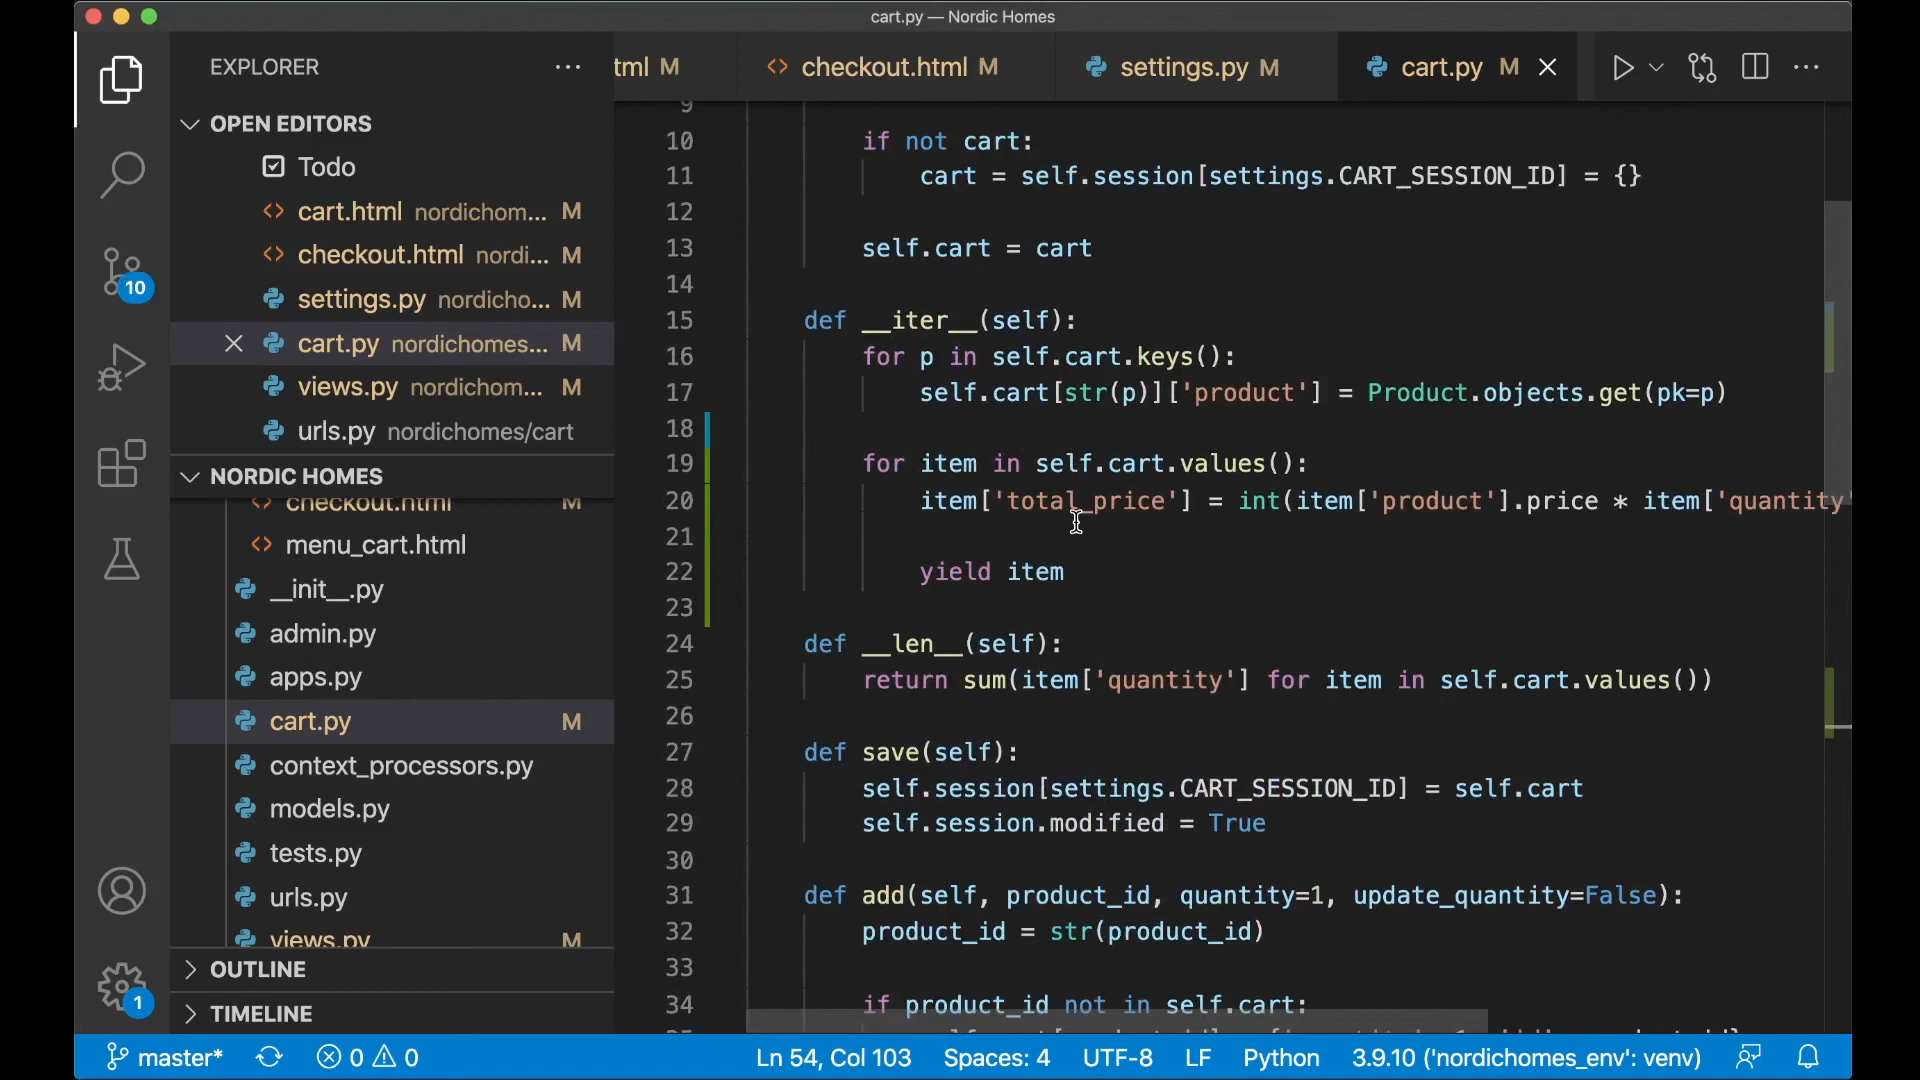 cart.py — Nordic Homes
EXPLORER
tml M
checkout.html M
settings.py M
cart.py M
OPEN EDITORS
Todo
cart.html nordichom... M
checkout.html nordi... M
settings.py nordicho... M
cart.py nordichomes... M
views.py nordichom... M
urls.py nordichomes/cart
NORDIC HOMES
checkout.html M
menu_cart.html
__init__.py
admin.py
apps.py
cart.py M
context_processors.py
models.py
tests.py
urls.py
views.py M
OUTLINE
TIMELINE
10
1
9
10 if not cart:
11 cart = self.session[settings.CART_SESSION_ID] = {}
12
13 self.cart = cart
14
15 def __iter__(self):
16 for p in self.cart.keys():
17 self.cart[str(p)]['product'] = Product.objects.get(pk=p)
18
19 for item in self.cart.values():
20 item['total_price'] = int(item['product'].price * item['quantity'
21
22 yield item
23
24 def __len__(self):
25 return sum(item['quantity'] for item in self.cart.values())
26
27 def save(self):
28 self.session[settings.CART_SESSION_ID] = self.cart
29 self.session.modified = True
30
31 def add(self, product_id, quantity=1, update_quantity=False):
32 product_id = str(product_id)
33
34 if product_id not in self.cart:
master* 0 0 Ln 54, Col 103 Spaces: 4 UTF-8 LF Python 3.9.10 ('nordichomes_env': venv)